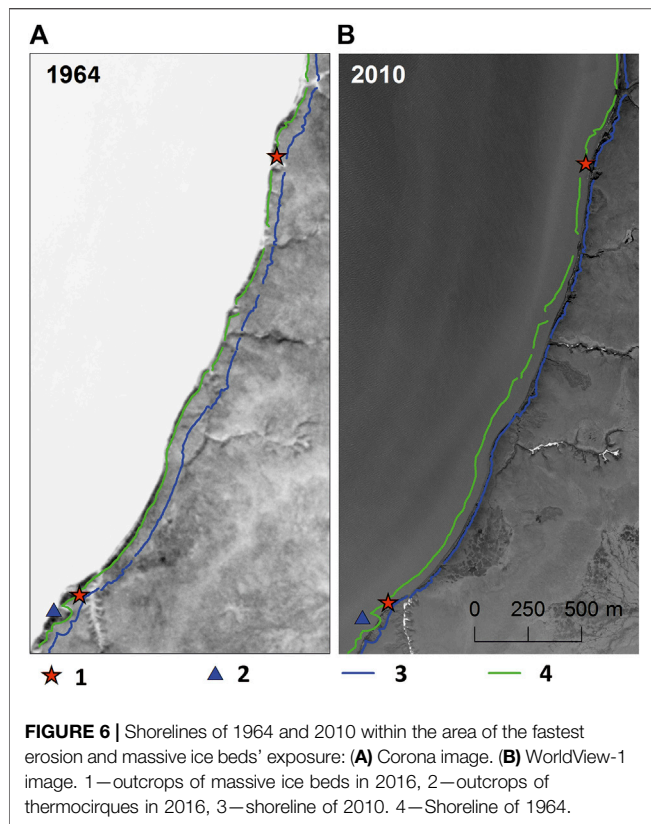 A
B
1964
2010
0 250 500 m
1
2
3
4
FIGURE 6 | Shorelines of 1964 and 2010 within the area of the fastest
erosion and massive ice beds' exposure: (A) Corona image. (B) WorldView-1
image. 1—outcrops of massive ice beds in 2016, 2—outcrops of
thermocirques in 2016, 3—shoreline of 2010. 4—Shoreline of 1964.